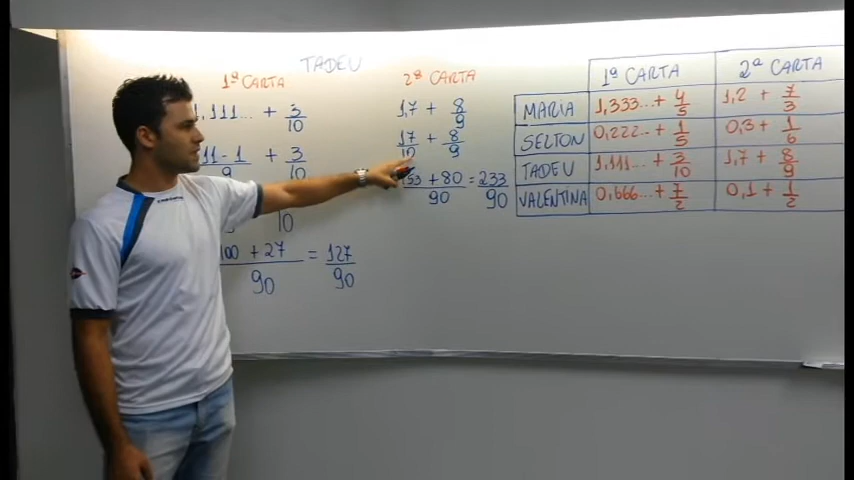 TADEU
1ª CARTA
1,111... + 3/10
11-1 + 3/10
10
100 + 27 = 127
90 90
2ª CARTA
1,7 + 8/9
17/10 + 8/9
153 + 80 = 233
90 90
1ª CARTA 2ª CARTA
MARIA 1,333...+ 4/5 1,2 + 7/3
SELTON 0,222...+ 1/5 0,3 + 1/6
TADEU 1,111...+ 3/10 1,7 + 8/9
VALENTINA 0,666...+ 7/2 0,1 + 1/2